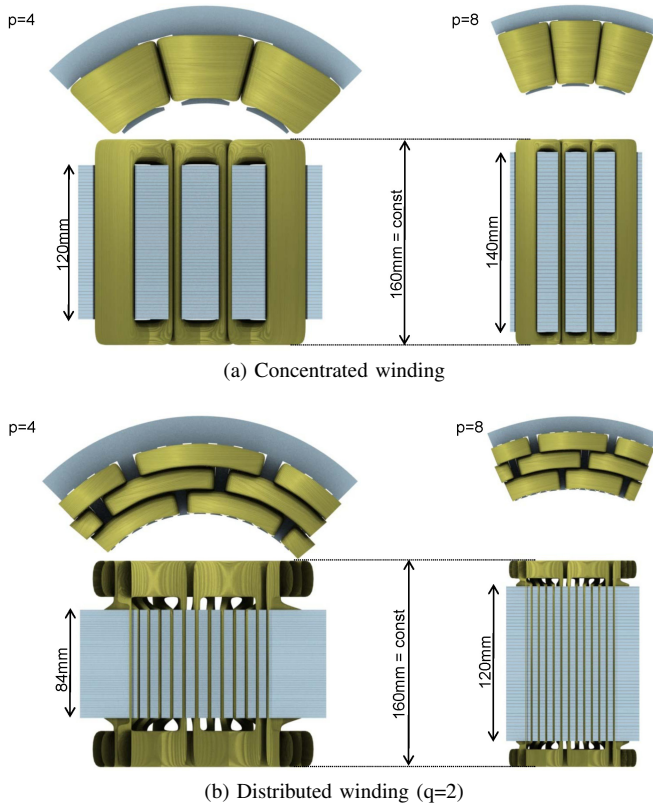 p=4
p=8
120mm
160mm = const
140mm
(a) Concentrated winding
p=4
p=8
84mm
160mm = const
120mm
(b) Distributed winding (q=2)